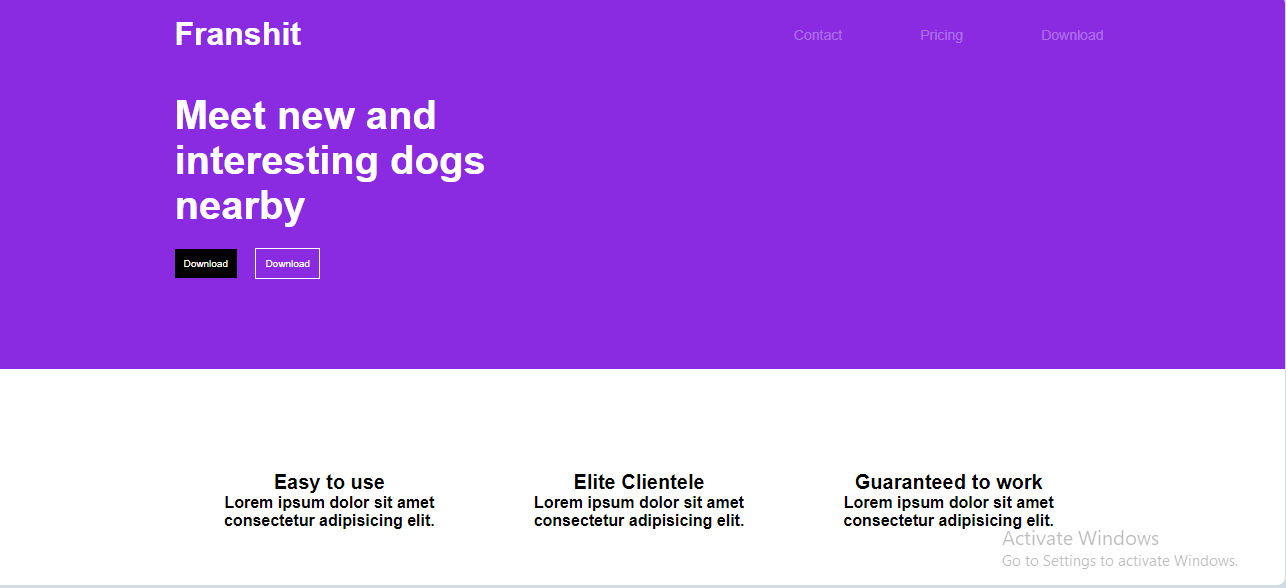 Franshit
Contact Pricing Download
Meet new and
interesting dogs
nearby
Download Download
Easy to use
Lorem ipsum dolor sit amet
consectetur adipisicing elit.
Elite Clientele
Lorem ipsum dolor sit amet
consectetur adipisicing elit.
Guaranteed to work
Lorem ipsum dolor sit amet
consectetur adipisicing elit.
Activate Windows
Go to Settings to activate Windows.